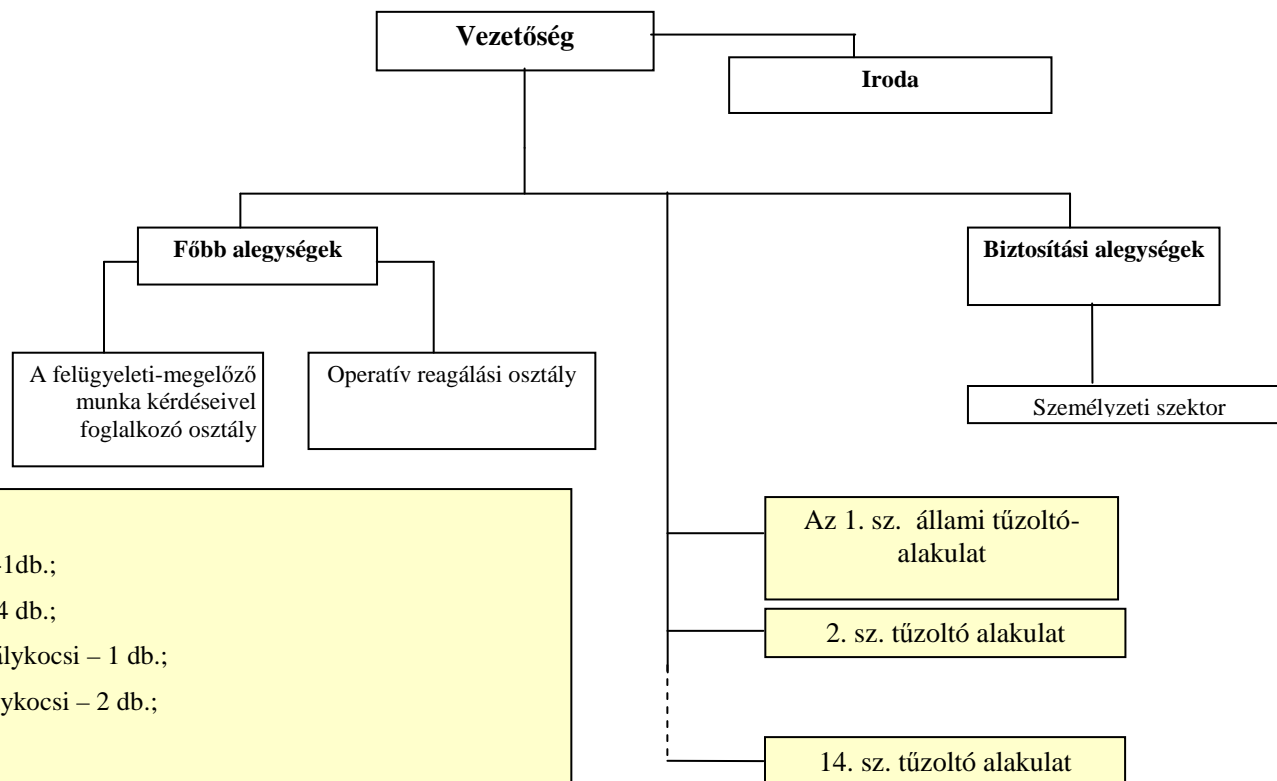 Vezetőség
Iroda
Főbb alegységek
Biztosítási alegységek
A felügyeleti-megelőző
munka kérdéseivel
foglalkozó osztály
Operatív reagálási osztály
Személyzeti szektor
-1db.;
4 db.;
lykocsi – 1 db.;
ykocsi – 2 db.;
Az 1. sz. állami tűzoltó-
alakulat
2. sz. tűzoltó alakulat
14. sz. tűzoltó alakulat